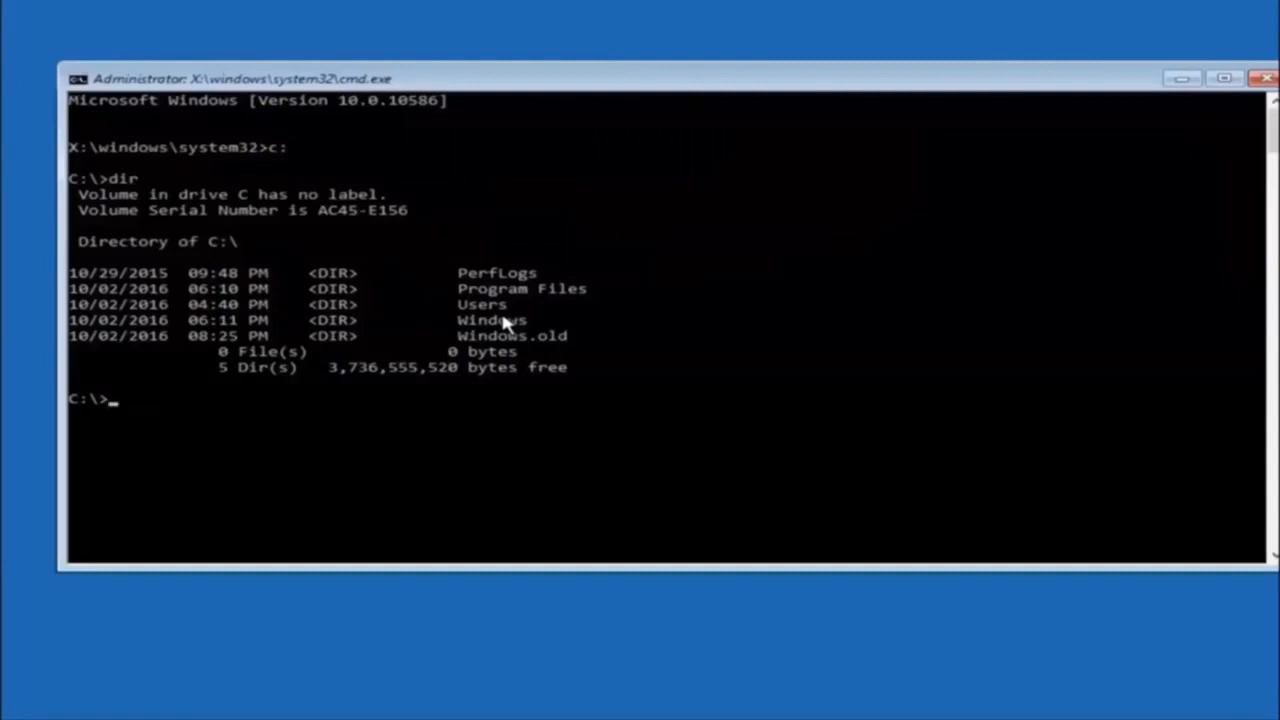 Administrator: X:\windows\system32\cmd.exe
Microsoft Windows [Version 10.0.10586]
X:\windows\system32>c:
C:\>dir
Volume in drive C has no label.
Volume Serial Number is AC45-E156
Directory of C:\
10/29/2015 09:48 PM <DIR> PerfLogs
10/02/2016 06:10 PM <DIR> Program Files
10/02/2016 04:40 PM <DIR> Users
10/02/2016 06:11 PM <DIR> Windows
10/02/2016 08:25 PM <DIR> Windows.old
0 File(s) 0 bytes
5 Dir(s) 3,736,555,520 bytes free
C:\>_